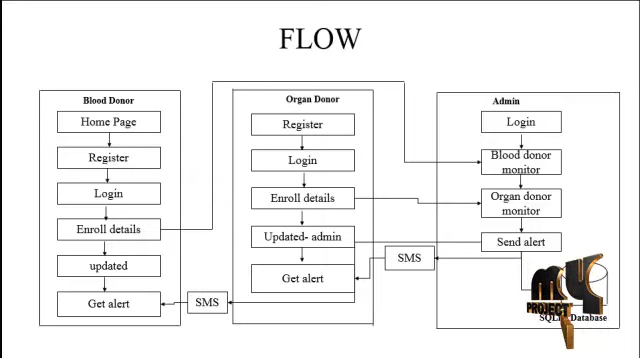 FLOW
Blood Donor
Home Page
Register
Login
Enroll details
updated
Get alert
SMS
Organ Donor
Register
Login
Enroll details
Updated- admin
Get alert
SMS
Admin
Login
Blood donor
monitor
Organ donor
monitor
Send alert
PROJECT
Database